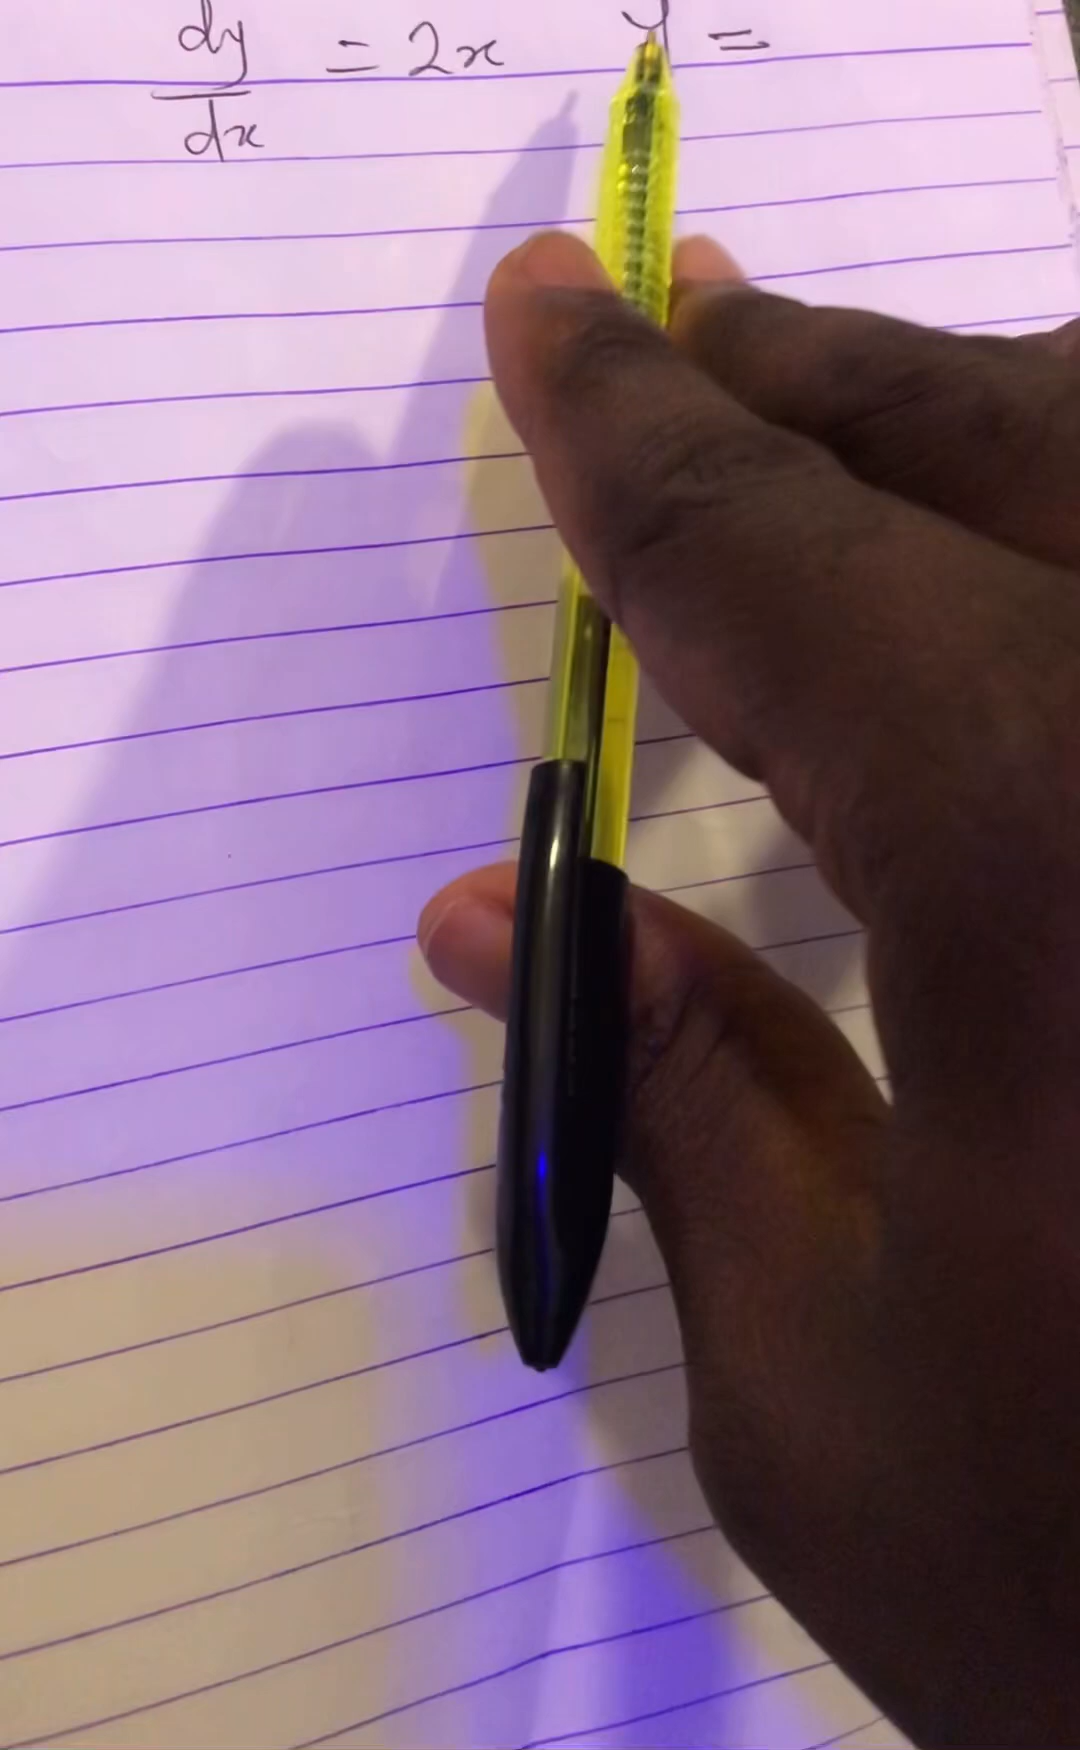 dy/dx = 2x y =